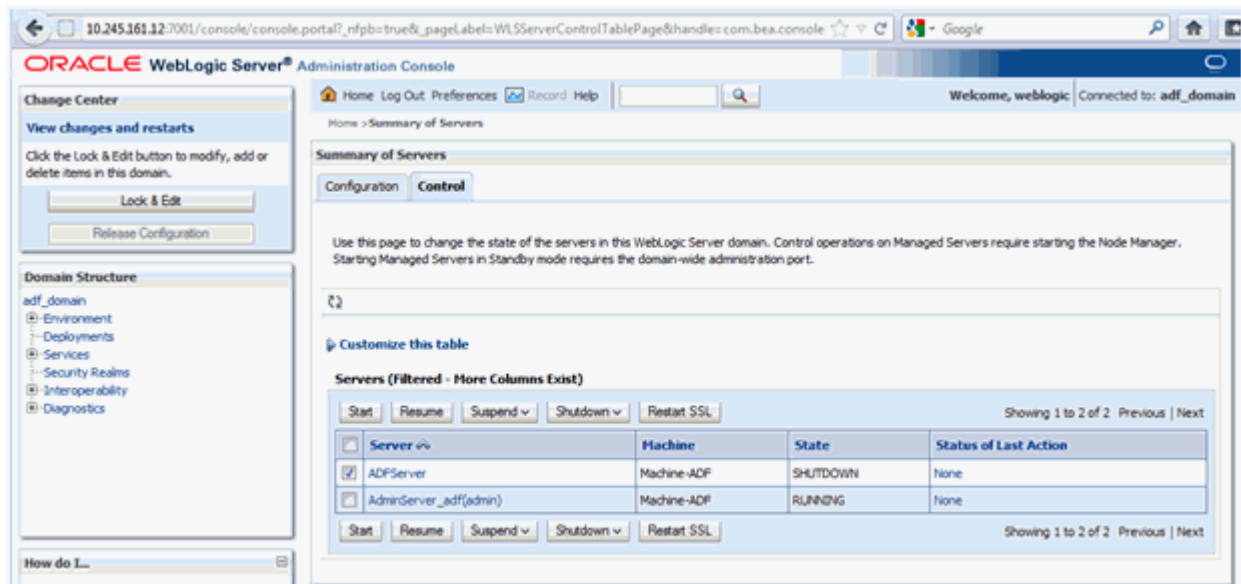 10.245.161.12:7001/console/console.portal?_nfpb=true&_pageLabel=WLSServerControlTablePage&handle=com.bea.console
Google
ORACLE WebLogic Server® Administration Console
Change Center
View changes and restarts
Click the Lock & Edit button to modify, add or
delete items in this domain.
Lock & Edit
Release Configuration
Domain Structure
adf_domain
Environment
Deployments
Services
Security Realms
Interoperability
Diagnostics
How do I...
Home Log Out Preferences Record Help
Welcome, weblogic Connected to: adf_domain
Home >Summary of Servers
Summary of Servers
Configuration Control
Use this page to change the state of the servers in this WebLogic Server domain. Control operations on Managed Servers require starting the Node Manager.
Starting Managed Servers in Standby mode requires the domain-wide administration port.
Customize this table
Servers (Filtered - More Columns Exist)
Start Resume Suspend Shutdown Restart SSL Showing 1 to 2 of 2 Previous | Next
Server Machine State Status of Last Action
ADFServer Machine-ADF SHUTDOWN None
AdminServer_adf(admin) Machine-ADF RUNNING None
Start Resume Suspend Shutdown Restart SSL Showing 1 to 2 of 2 Previous | Next